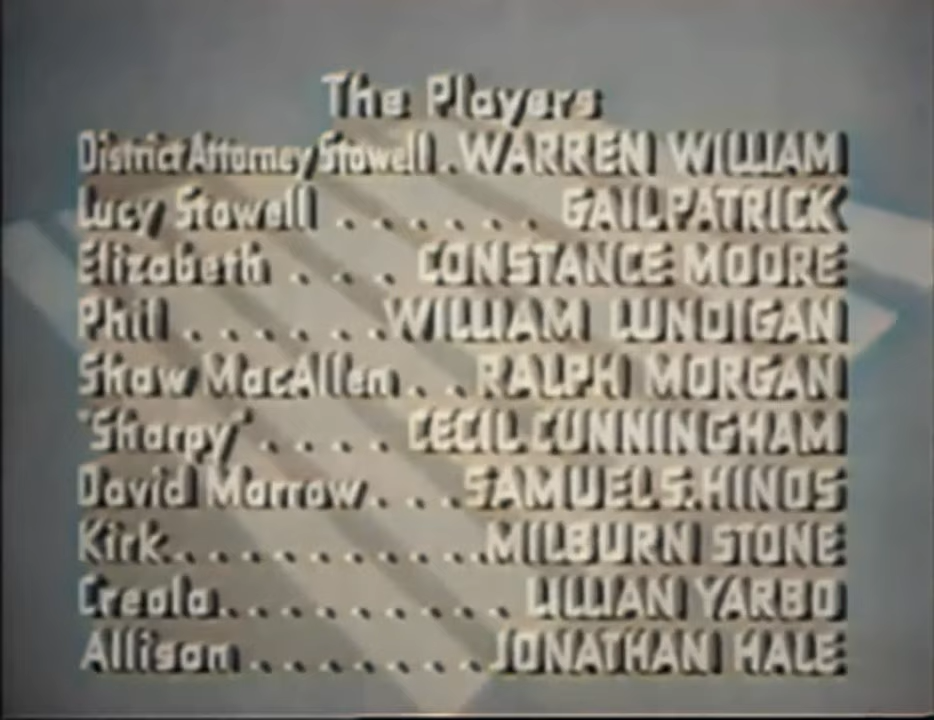 The Players
District Attorney Stowell . WARREN WILLIAM
Lucy Stowell . . . . . . . GAIL PATRICK
Elizabeth . . . . CONSTANCE MOORE
Phil . . . . . . . WILLIAM LUNDIGAN
Shaw MacAllen . . . RALPH MORGAN
"Sharpy" . . . . . CECIL CUNNINGHAM
David Marrow . . . . SAMUEL S. HINDS
Kirk . . . . . . . . . . . . MILBURN STONE
Creola . . . . . . . . . . . LILLIAN YARBO
Allison . . . . . . . . . JONATHAN HALE